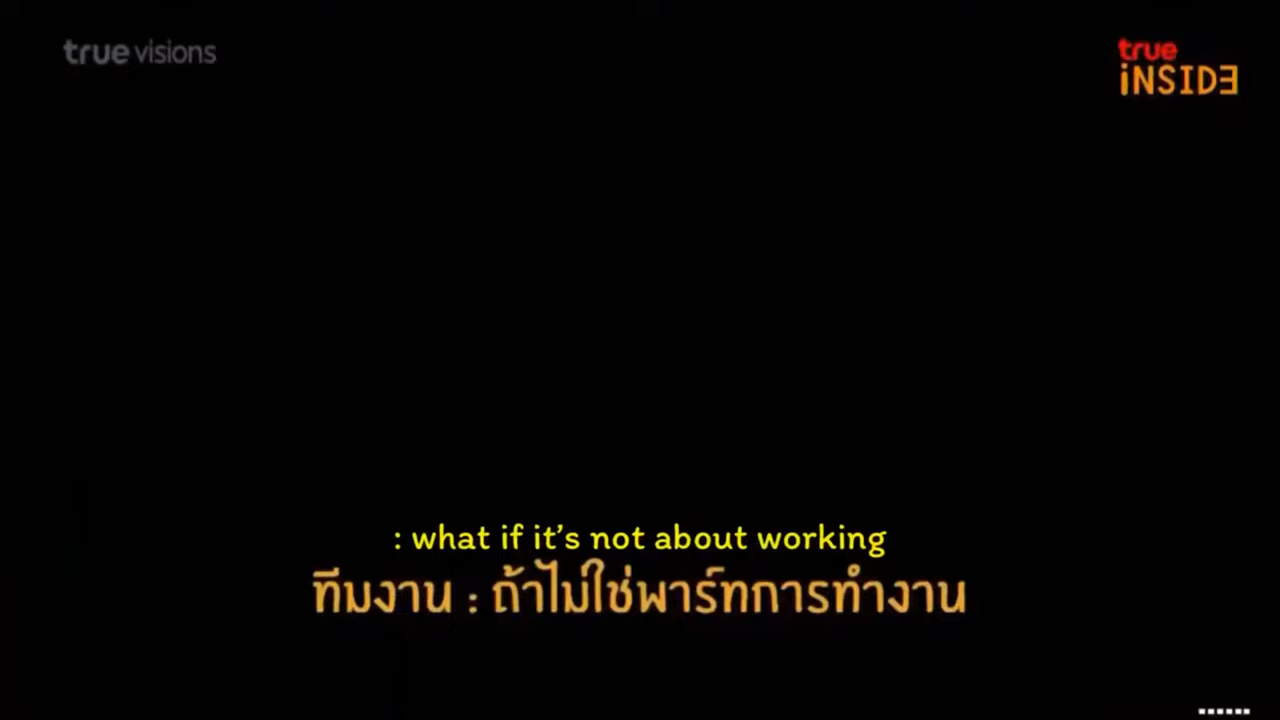 true visions
true
iNSIDE
: what if it's not about working
ทีมงาน : ถ้าไม่ใช่พาร์ทการทำงาน